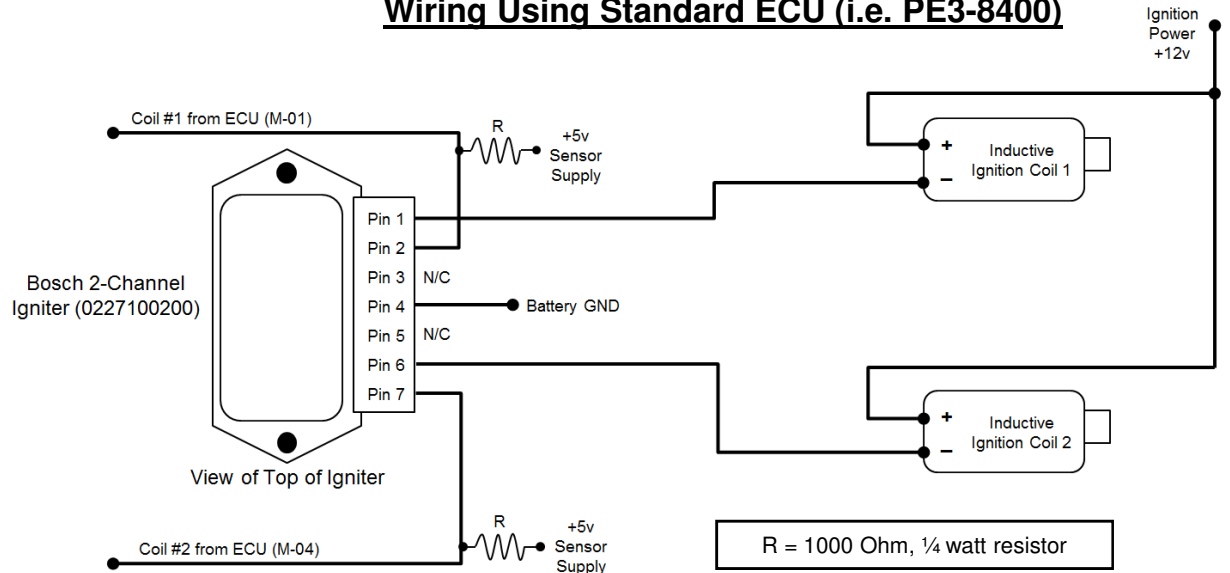 Wiring Using Standard ECU (i.e. PE3-8400)
Ignition
Power
+12v
Coil #1 from ECU (M-01)
R
+5v
Sensor
Supply
+
−
Inductive
Ignition Coil 1
Pin 1
Pin 2
Pin 3 N/C
Pin 4 Battery GND
Pin 5 N/C
Pin 6
Pin 7
Bosch 2-Channel
Igniter (0227100200)
+
−
Inductive
Ignition Coil 2
View of Top of Igniter
Coil #2 from ECU (M-04)
R
+5v
Sensor
Supply
R = 1000 Ohm, ¼ watt resistor